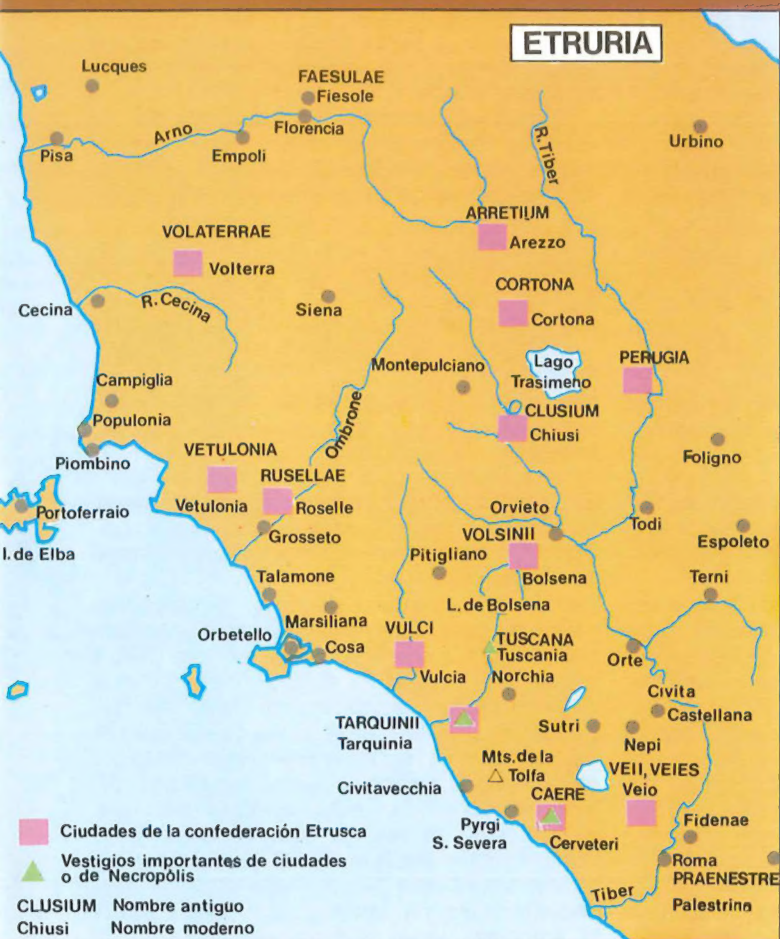 ETRURIA
Lucques
FAESULAE
Fiesole
Florencia
Arno
Pisa
Empoli
R. Tiber
Urbino
ARRETIUM
Arezzo
VOLATERRAE
Volterra
CORTONA
Cortona
Cecina
R. Cecina
Siena
Montepulciano
Lago
Trasimeno
PERUGIA
Campiglia
Populonia
Piombino
Ombrone
CLUSIUM
Chiusi
Foligno
VETULONIA
Vetulonia
RUSELLAE
Roselle
Grosseto
Portoferraio
I. de Elba
Orvieto
VOLSINII
Bolsena
Pitigliano
L. de Bolsena
Todi
Espoleto
Terni
Talamone
Marsiliana
Orbetello
Cosa
VULCI
Vulcia
TUSCANA
Tuscania
Norchia
Orte
Civita
Castellana
TARQUINII
Tarquinia
Sutri
Nepi
Mts. de la
Tolfa
VEII, VEIES
Veio
Civitavecchia
CAERE
Cerveteri
Pyrgi
S. Severa
Fidenae
Roma
PRAENESTRE
Palestrina
Tiber
Ciudades de la confederación Etrusca
Vestigios importantes de ciudades
o de Necropólis
CLUSIUM Nombre antiguo
Chiusi Nombre moderno